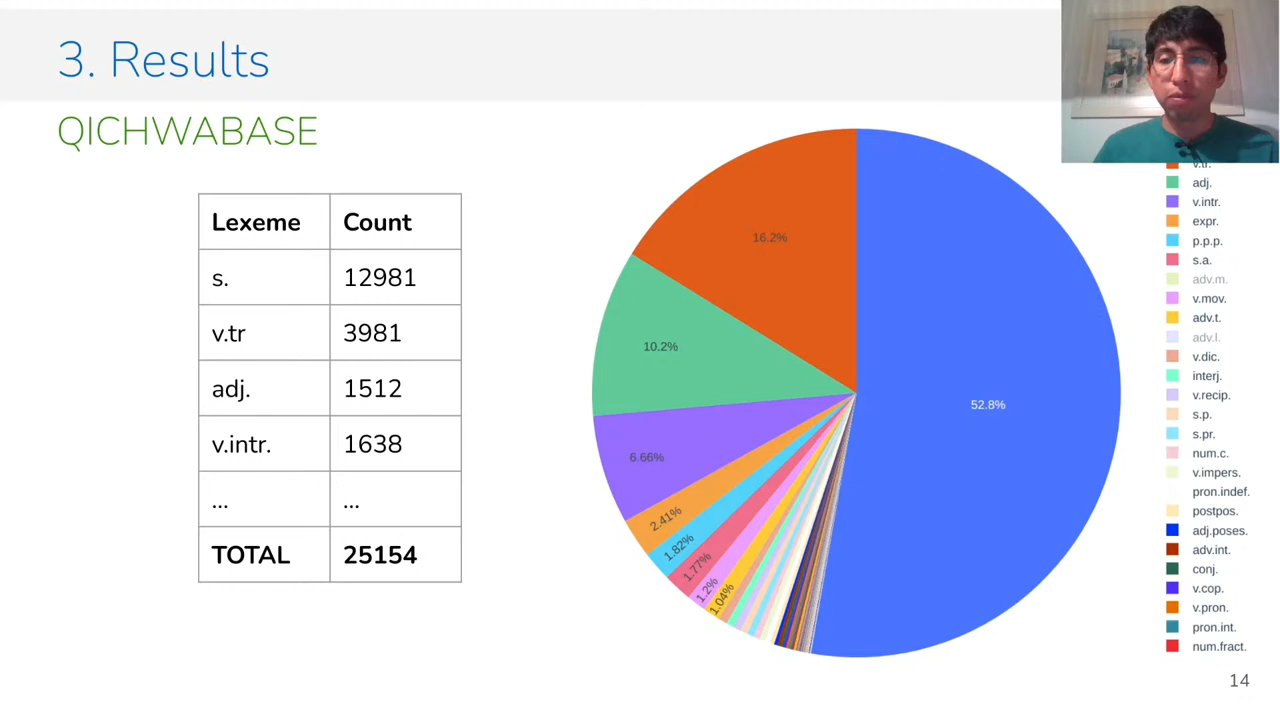 3. Results
QICHWABASE
Lexeme Count
s. 12981
v.tr 3981
adj. 1512
v.intr. 1638
... ...
TOTAL 25154
16.2%
10.2%
52.8%
6.66%
2.41%
1.82%
1.77%
1.2%
1.04%
v.tr.
adj.
v.intr.
expr.
p.p.p.
s.a.
adv.m.
v.mov.
adv.t.
adv.l.
v.dic.
interj.
v.recip.
s.p.
s.pr.
num.c.
v.impers.
pron.indef.
postpos.
adj.poses.
adv.int.
conj.
v.cop.
v.pron.
pron.int.
num.fract.
14